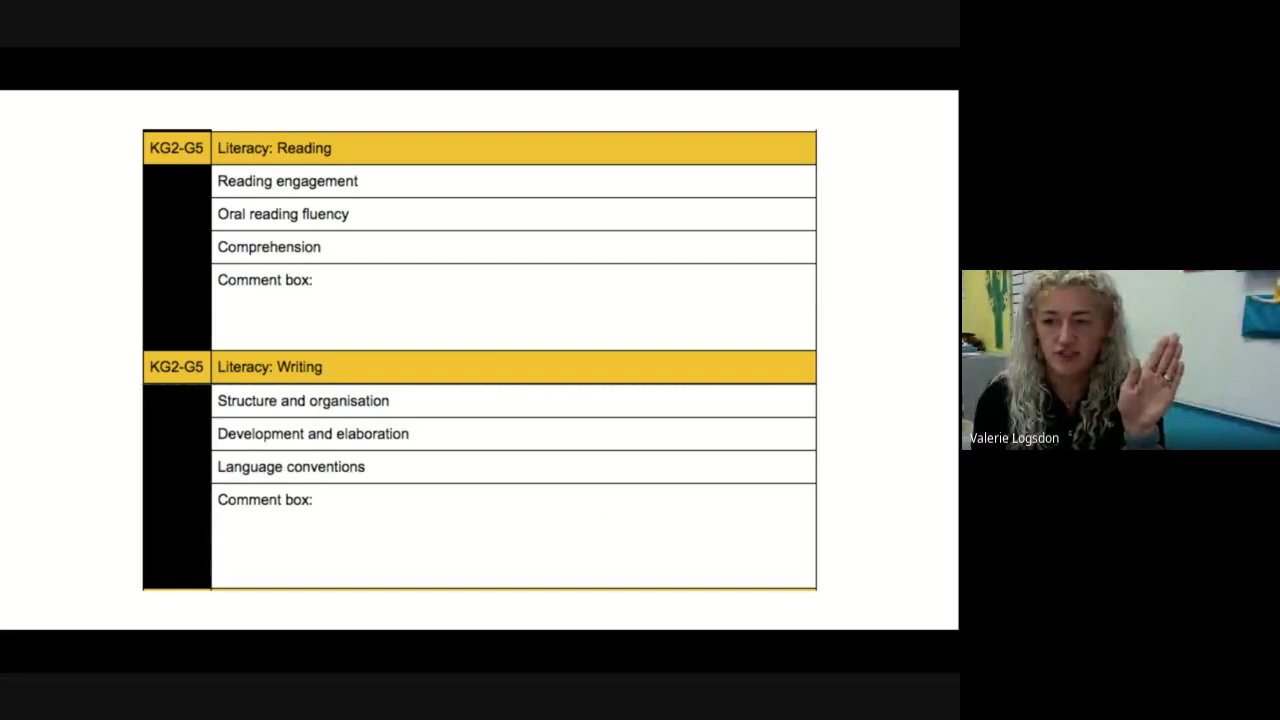 KG2-G5 Literacy: Reading
Reading engagement
Oral reading fluency
Comprehension
Comment box:
KG2-G5 Literacy: Writing
Structure and organisation
Development and elaboration
Language conventions
Comment box:
Valerie Logsdon